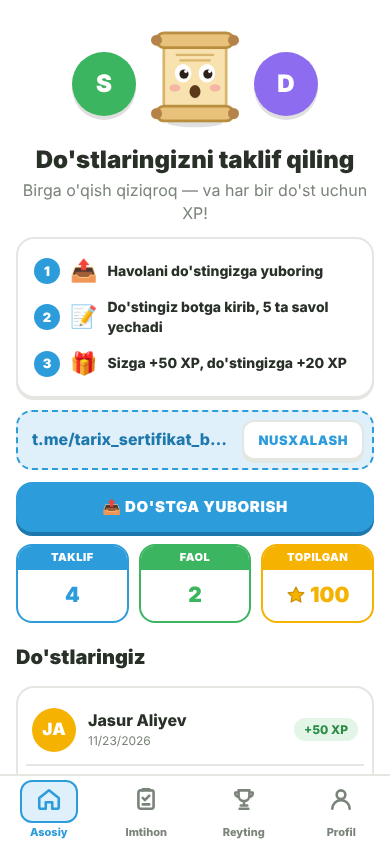 S
D
Do'stlaringizni taklif qiling
Birga o'qish qiziqroq — va har bir do'st uchun
XP!
1 Havolani do'stingizga yuboring
2 Do'stingiz botga kirib, 5 ta savol
yechadi
3 Sizga +50 XP, do'stingizga +20 XP
t.me/tarix_sertifikat_b... NUSXALASH
DO'STGA YUBORISH
TAKLIF FAOL TOPILGAN
4 2 100
Do'stlaringiz
JA Jasur Aliyev +50 XP
11/23/2026
Asosiy Imtihon Reyting Profil